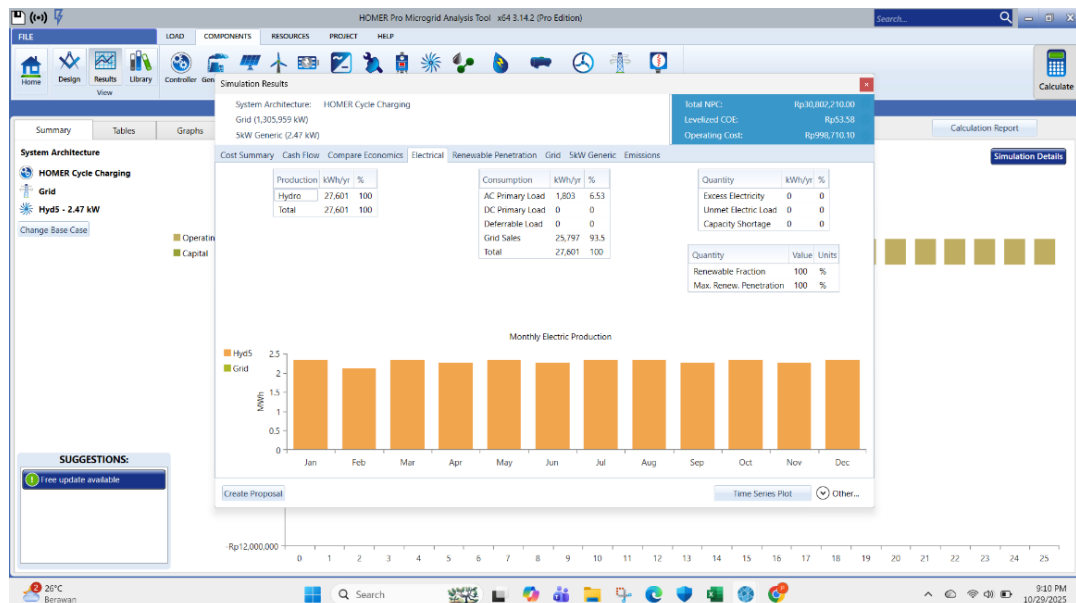 HOMER Pro Microgrid Analysis Tool x64 3.14.2 (Pro Edition)
Search...
FILE
LOAD COMPONENTS RESOURCES PROJECT HELP
Home
Design
Results
Library
View
Controller
Gen
Calculate
Simulation Results
System Architecture: HOMER Cycle Charging
Grid (1,305,959 kW)
5kW Generic (2.47 kW)
Total NPC: Rp30,802,210.00
Levelized COE: Rp53.58
Operating Cost: Rp998,710.10
Summary Tables Graphs
Calculation Report
Cost Summary Cash Flow Compare Economics Electrical Renewable Penetration Grid 5kW Generic Emissions
System Architecture
HOMER Cycle Charging
Grid
Hyd5 - 2.47 kW
Change Base Case
Simulation Details
Operatin
Capital
Production kWh/yr %
Hydro 27,601 100
Total 27,601 100
Consumption kWh/yr %
AC Primary Load 1,803 6.53
DC Primary Load 0 0
Deferrable Load 0 0
Grid Sales 25,797 93.5
Total 27,601 100
Quantity kWh/yr %
Excess Electricity 0 0
Unmet Electric Load 0 0
Capacity Shortage 0 0
Quantity Value Units
Renewable Fraction 100 %
Max. Renew. Penetration 100 %
Monthly Electric Production
Hyd5
Grid
MWh
2.5
2
1.5
1
0.5
0
Jan Feb Mar Apr May Jun Jul Aug Sep Oct Nov Dec
SUGGESTIONS:
Free update available
Create Proposal
Time Series Plot
Other...
-Rp12,000,000
0 1 2 3 4 5 6 7 8 9 10 11 12 13 14 15 16 17 18 19 20 21 22 23 24 25
2
26°C
Berawan
Search
9:10 PM
10/29/2025